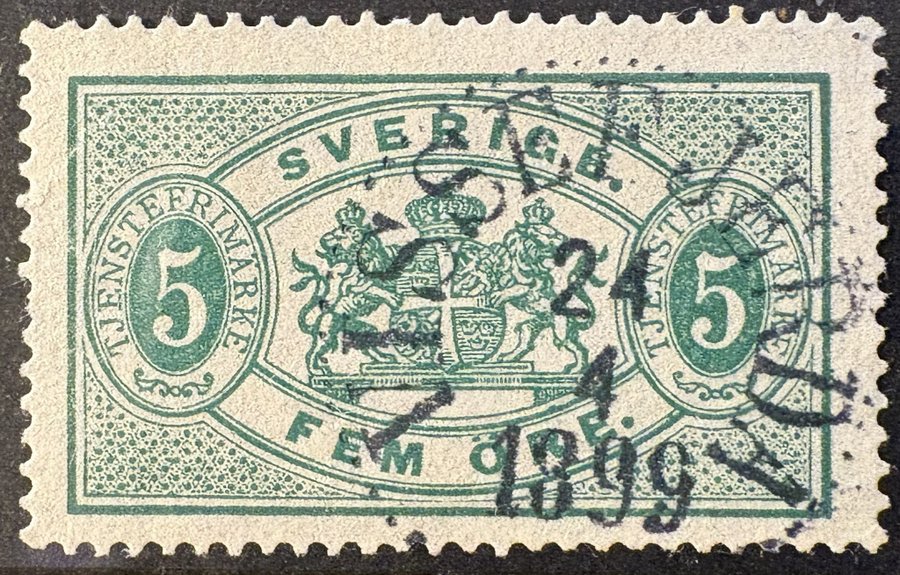 SVERIGE.
TJENSTEFRIMARKE
5
TJENSTEFRIMARKE
5
FEM ÖRE.
24
4
1899